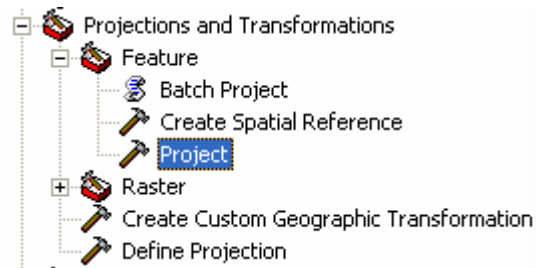 Projections and Transformations
Feature
Batch Project
Create Spatial Reference
Project
Raster
Create Custom Geographic Transformation
Define Projection